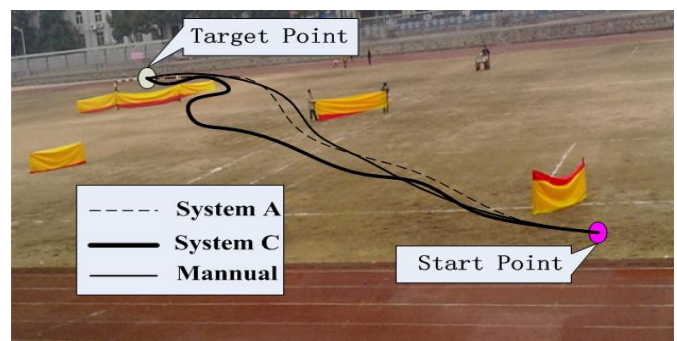 Target Point
System A
System C
Mannual
Start Point